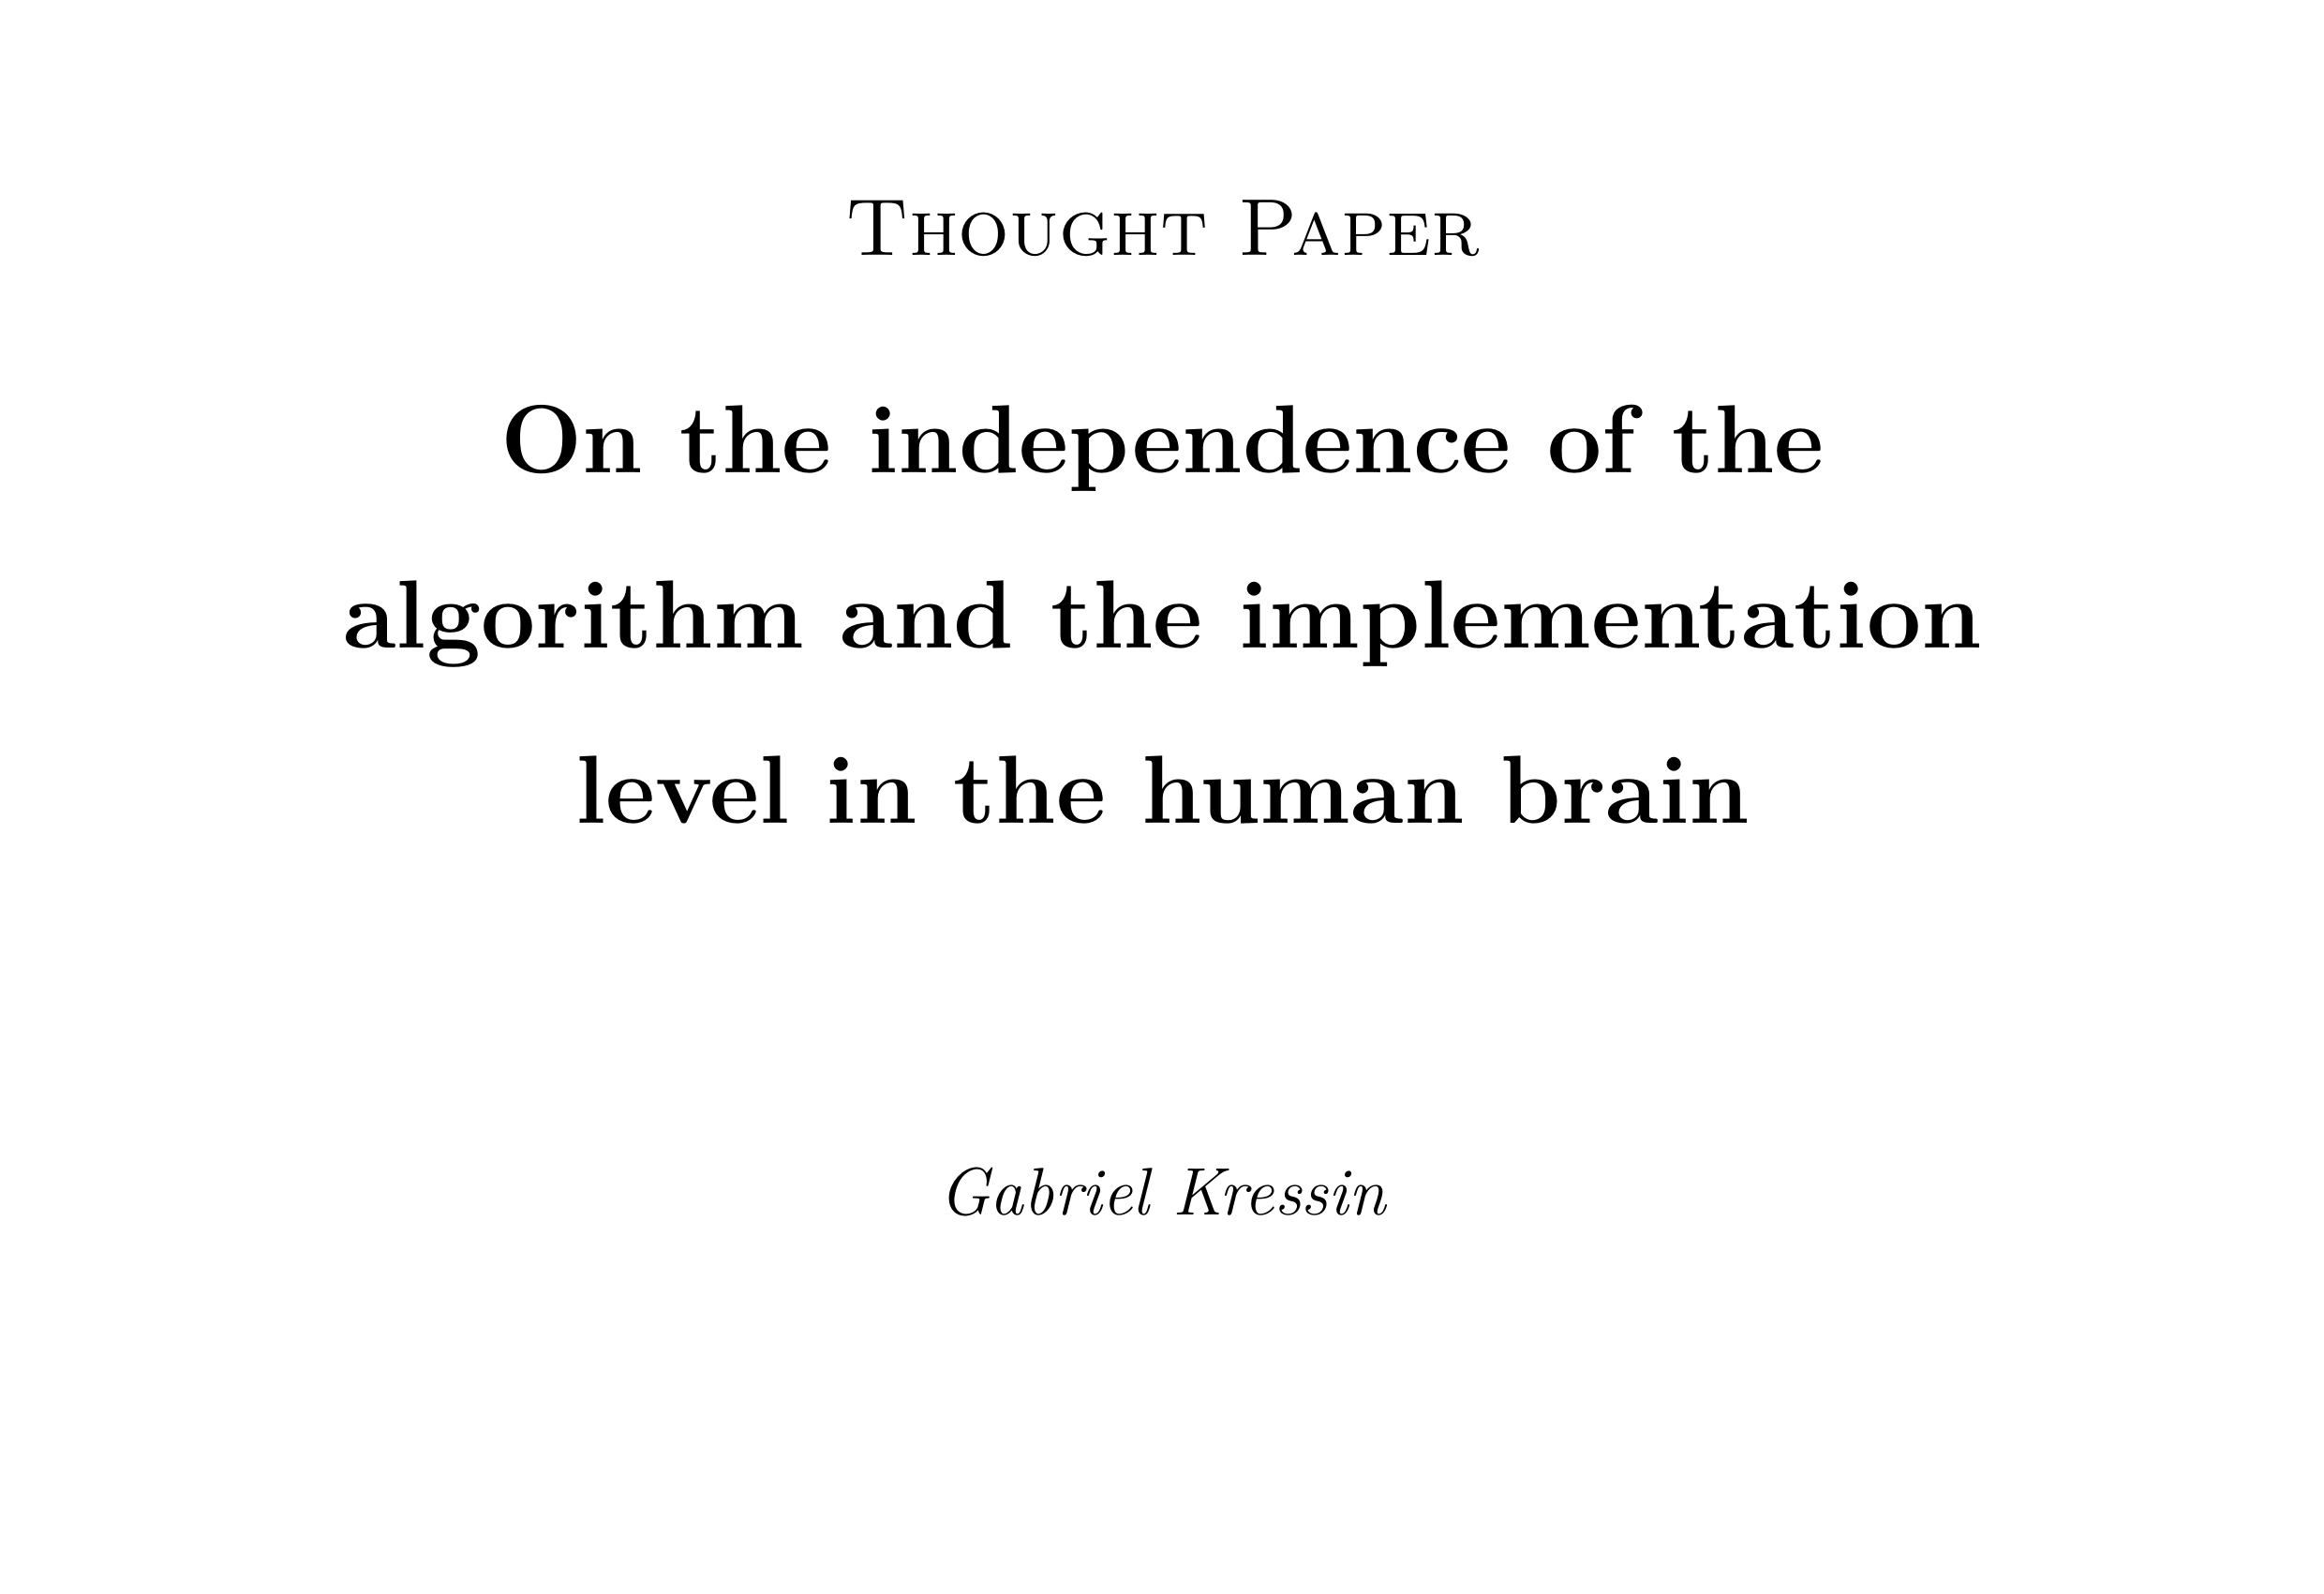 Thought Paper
On the independence of the
algorithm and the implementation
level in the human brain
Gabriel Kressin